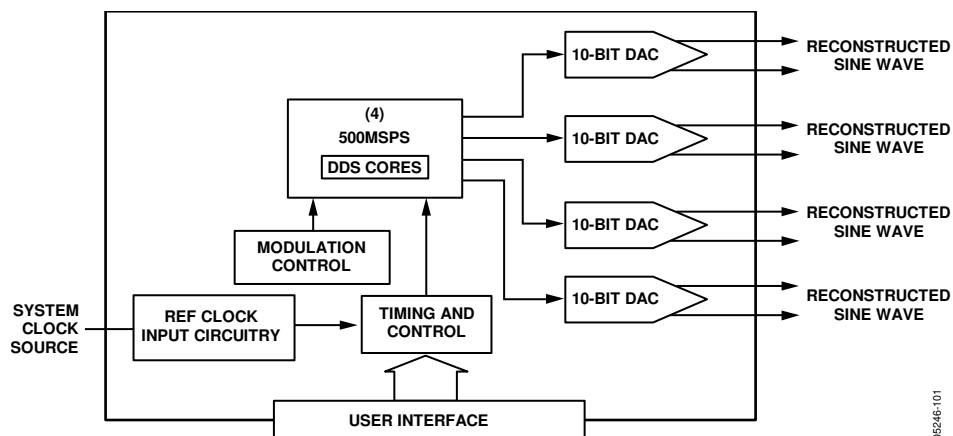 10-BIT DAC
RECONSTRUCTED
SINE WAVE
(4)
500MSPS
DDS CORES
10-BIT DAC
RECONSTRUCTED
SINE WAVE
10-BIT DAC
RECONSTRUCTED
SINE WAVE
MODULATION
CONTROL
10-BIT DAC
RECONSTRUCTED
SINE WAVE
SYSTEM
CLOCK
SOURCE
REF CLOCK
INPUT CIRCUITRY
TIMING AND
CONTROL
USER INTERFACE
05246-101